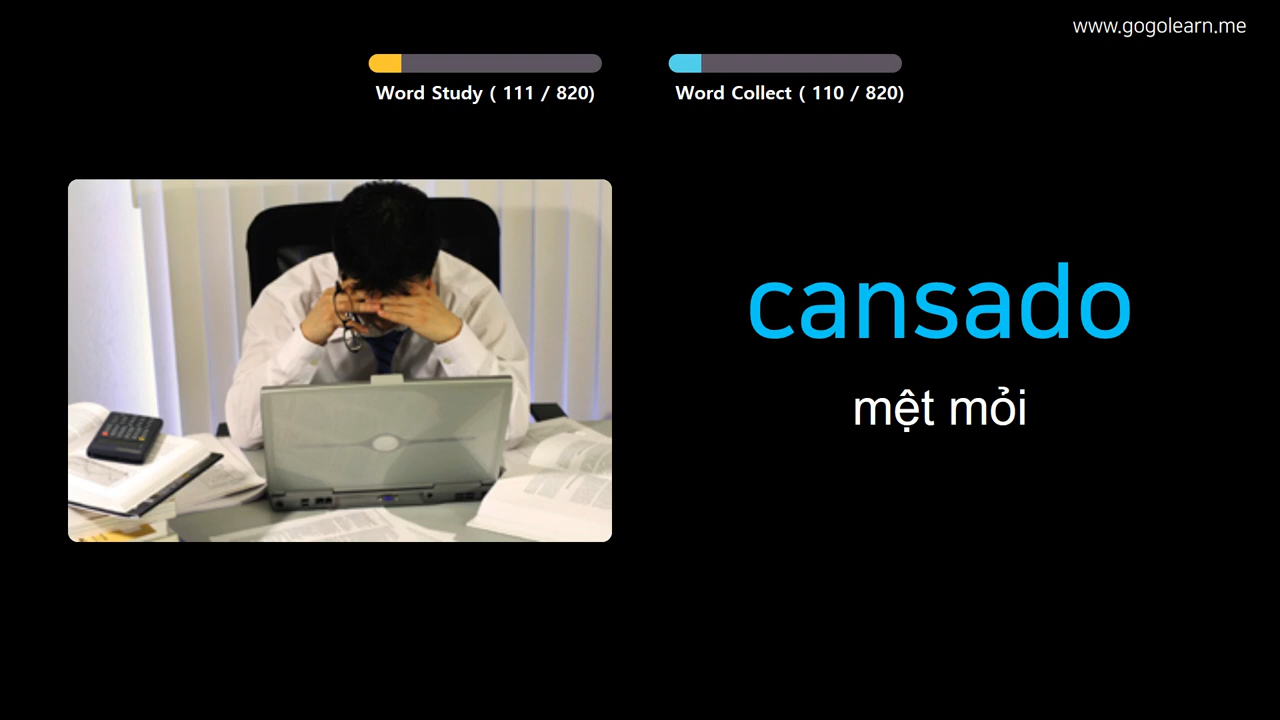 www.gogolearn.me
Word Study ( 111 / 820)
Word Collect ( 110 / 820)
cansado
mệt mỏi